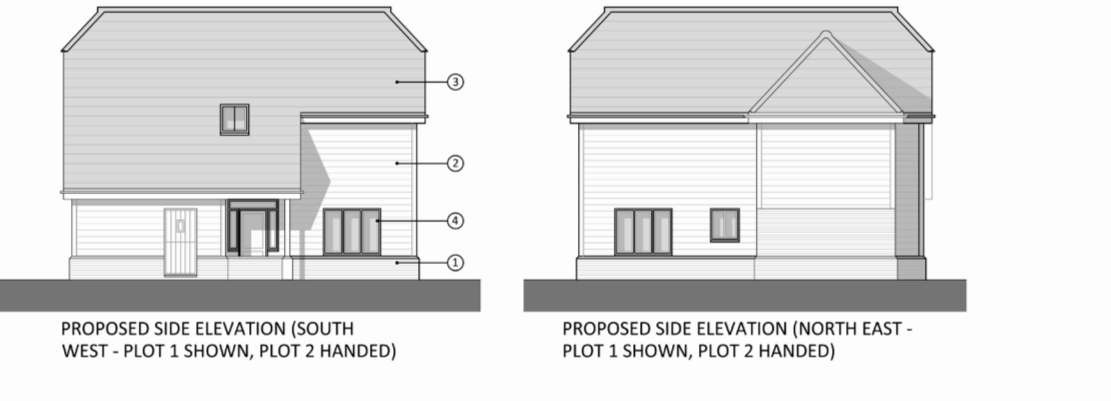 3
2
4
1
PROPOSED SIDE ELEVATION (SOUTH
WEST - PLOT 1 SHOWN, PLOT 2 HANDED)
PROPOSED SIDE ELEVATION (NORTH EAST -
PLOT 1 SHOWN, PLOT 2 HANDED)